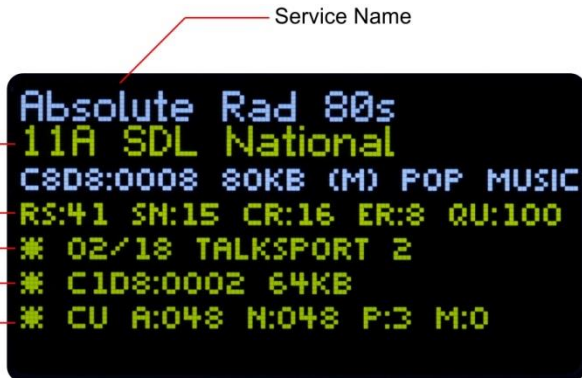 Service Name
Absolute Rad 80s
11A SDL National
C8D8:0008 80KB (M) POP MUSIC
RS:41 SN:15 CR:16 ER:8 QU:100
* 02/18 TALKSPORT 2
* C1D8:0002 64KB
* CU A:048 N:048 P:3 M:0